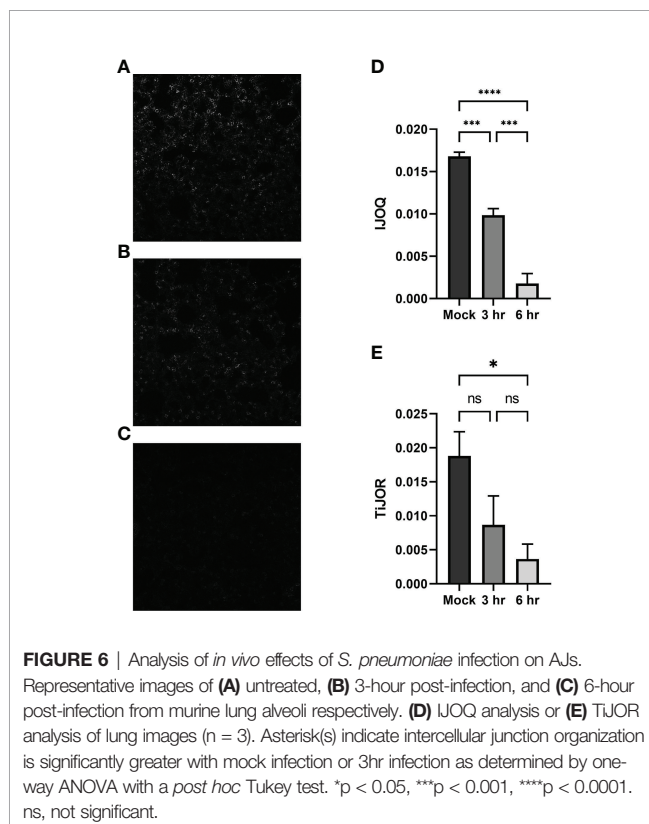 A
B
C
D
****
*** ***
0.020
0.015
0.010
0.005
0.000
IJOQ
Mock 3 hr 6 hr
E
*
ns ns
0.025
0.020
0.015
0.010
0.005
0.000
TiJOR
Mock 3 hr 6 hr
FIGURE 6 | Analysis of in vivo effects of S. pneumoniae infection on AJs.
Representative images of (A) untreated, (B) 3-hour post-infection, and (C) 6-hour
post-infection from murine lung alveoli respectively. (D) IJOQ analysis or (E) TiJOR
analysis of lung images (n = 3). Asterisk(s) indicate intercellular junction organization
is significantly greater with mock infection or 3hr infection as determined by one-
way ANOVA with a post hoc Tukey test. *p < 0.05, ***p < 0.001, ****p < 0.0001.
ns, not significant.